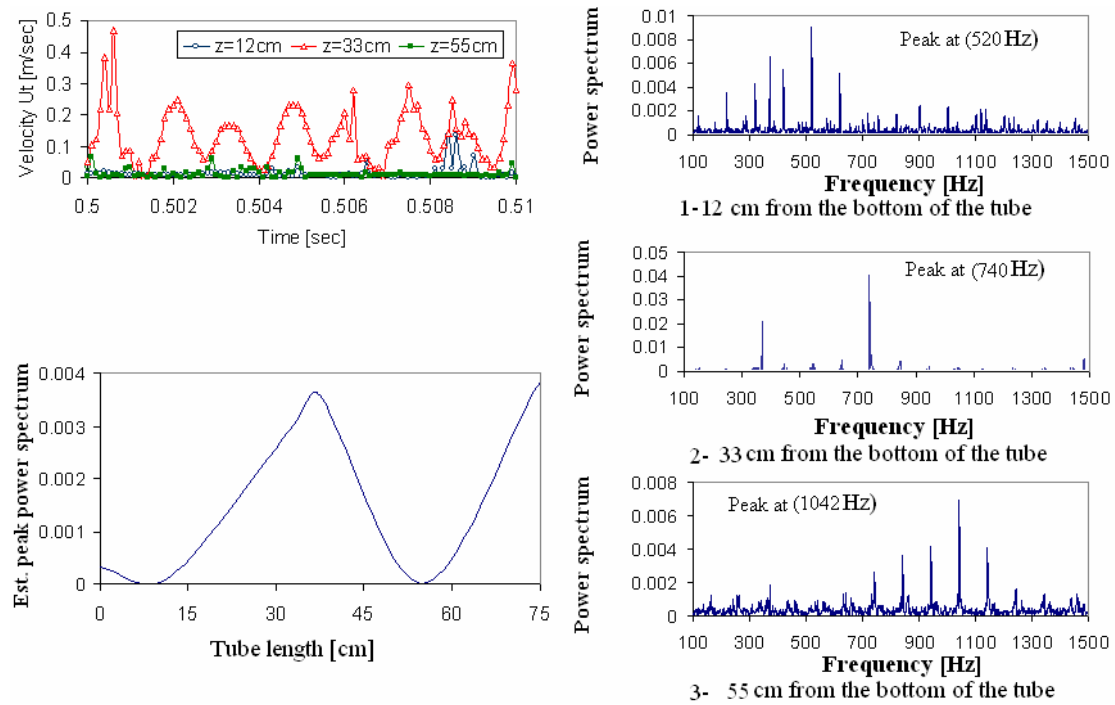 0.5
0.4
0.3
0.2
0.1
0
Velocity Ut [m/sec]
z=12cm z=33cm z=55cm
0.5 0.502 0.504 0.506 0.508 0.51
Time [sec]
0.004
0.003
0.002
0.001
0
Est. peak power spectrum
0 15 30 45 60 75
Tube length [cm]
0.01
0.008
0.006
0.004
0.002
0
Power spectrum
Peak at (520 Hz)
100 300 500 700 900 1100 1300 1500
Frequency [Hz]
1-12 cm from the bottom of the tube
0.05
0.04
0.03
0.02
0.01
0
Power spectrum
Peak at (740 Hz)
100 300 500 700 900 1100 1300 1500
Frequency [Hz]
2- 33 cm from the bottom of the tube
0.008
0.006
0.004
0.002
0
Power spectrum
Peak at (1042 Hz)
100 300 500 700 900 1100 1300 1500
Frequency [Hz]
3- 55 cm from the bottom of the tube